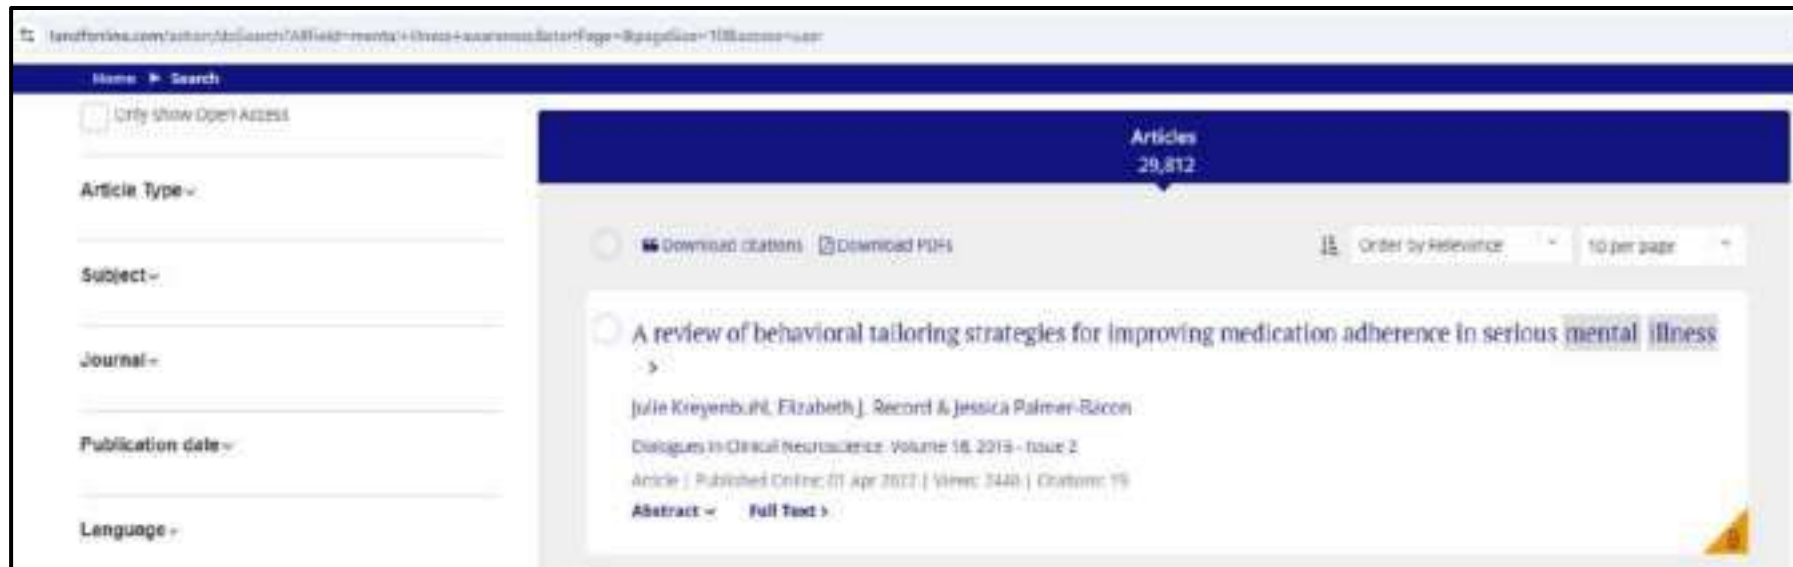 Home ▶ Search
Only show Open Access
Articles
29,812
Article Type
Download citations Download PDFs
Order by Relevance
10 per page
Subject
A review of behavioral tailoring strategies for improving medication adherence in serious mental illness
>
Journal
Julie Kreyenbuhl, Elizabeth J. Record & Jessica Palmer-Bacon
Publication date
Dialogues in Clinical Neuroscience, Volume 18, - Issue 2
Article | Published Online: 01 Apr 2022 | Views: | Citations:
Abstract Full Text >
Language